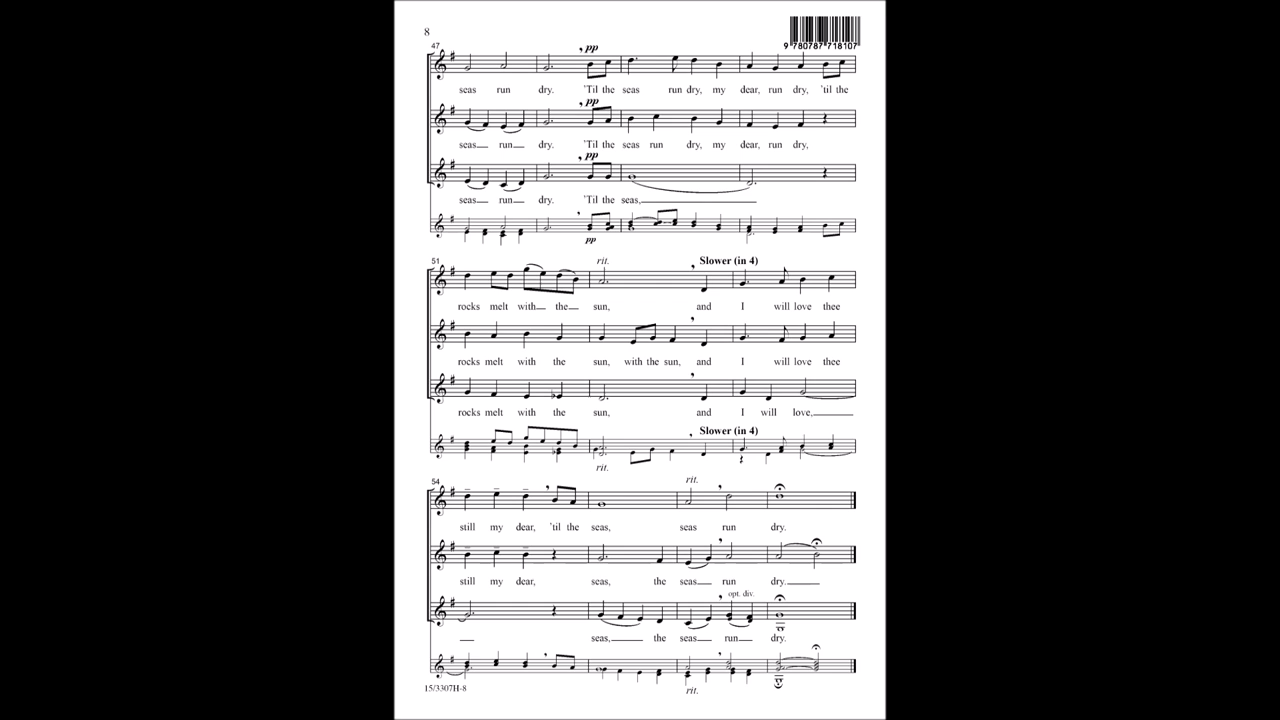 8
9 780787 718107
47
pp
seas run dry. 'Til the seas run dry, my dear, run dry, 'til the
pp
seas run dry. 'Til the seas run dry, my dear, run dry,
pp
seas run dry. 'Til the seas,
pp
51
rit.
Slower (in 4)
rocks melt with the sun, and I will love thee
rocks melt with the sun, with the sun, and I will love thee
rocks melt with the sun, and I will love,
Slower (in 4)
rit.
54
rit.
still my dear, 'til the seas, seas run dry.
still my dear, seas, the seas run dry.
opt. div.
seas, the seas run dry.
15/3307H-8
rit.